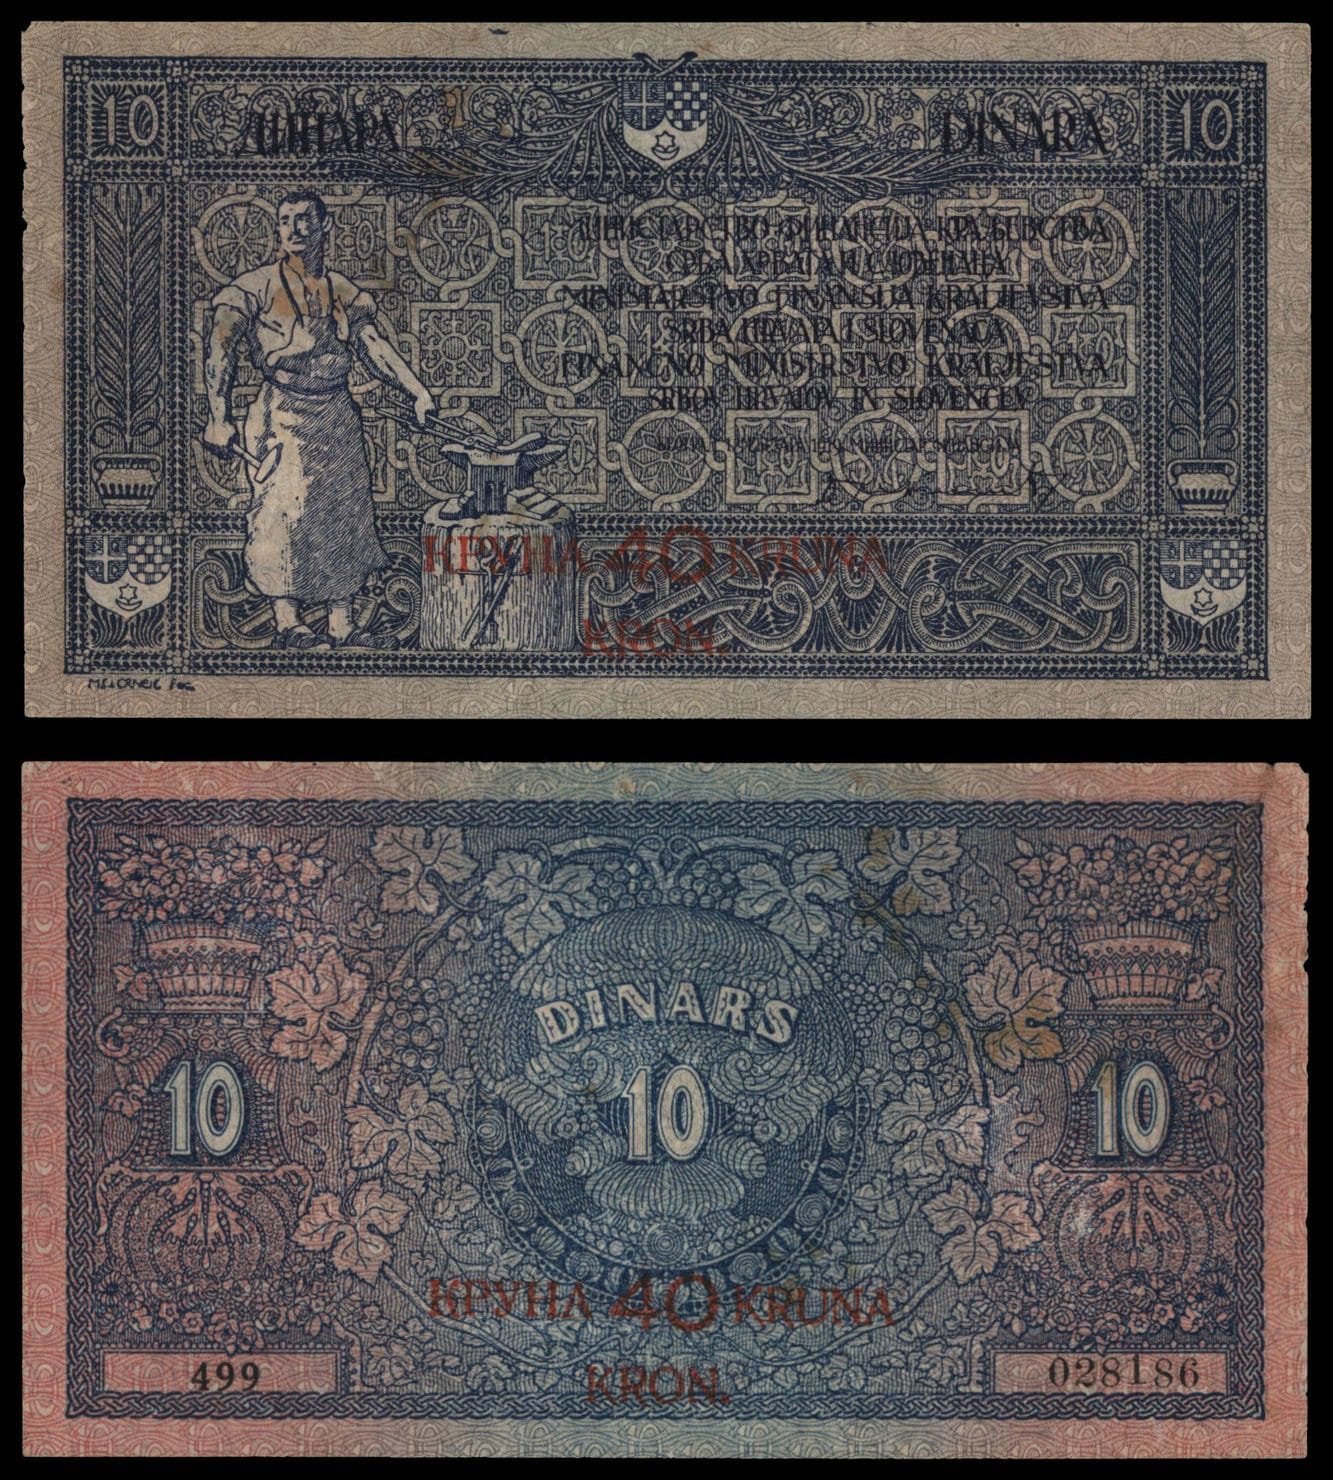 10 ДИНАРА DINARA 10
МИНИСТАРСТВО ФИНАНСИЈА КРАЉЕВСТВА
СРБА ХРВАТА И СЛОВЕНАЦА
MINISTARSTVO FINANSIJA KRALJEVSTVA
SRBA HRVATA I SLOVENACA
FINANČNO MINISTRSTVO KRALJESTVA
SRBOV HRVATOV IN SLOVENCEV
КРУНА 40 KRUNA
KRON.
DINARS
10 10 10
КРУНА 40 KRUNA
KRON.
499 028186